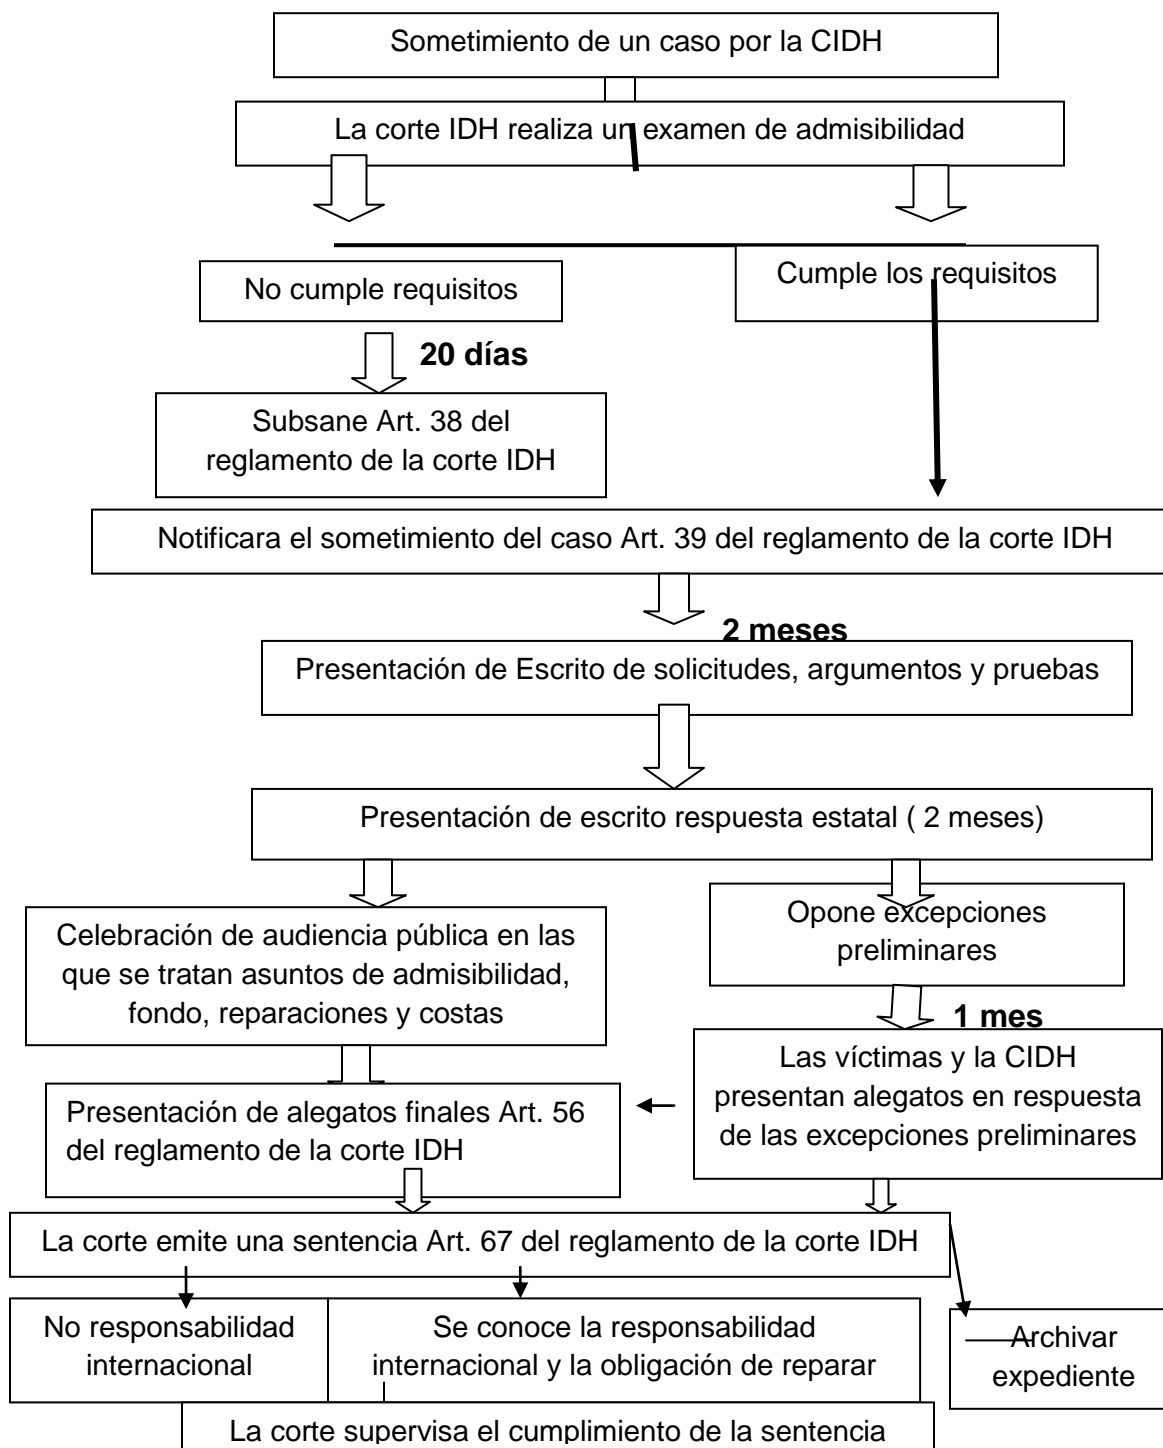 Sometimiento de un caso por la CIDH
La corte IDH realiza un examen de admisibilidad
No cumple requisitos
Cumple los requisitos
20 días
Subsane Art. 38 del
reglamento de la corte IDH
Notificara el sometimiento del caso Art. 39 del reglamento de la corte IDH
2 meses
Presentación de Escrito de solicitudes, argumentos y pruebas
Presentación de escrito respuesta estatal ( 2 meses)
Celebración de audiencia pública en las
que se tratan asuntos de admisibilidad,
fondo, reparaciones y costas
Opone excepciones
preliminares
1 mes
Las víctimas y la CIDH
presentan alegatos en respuesta
de las excepciones preliminares
Presentación de alegatos finales Art. 56
del reglamento de la corte IDH
La corte emite una sentencia Art. 67 del reglamento de la corte IDH
No responsabilidad
internacional
Se conoce la responsabilidad
internacional y la obligación de reparar
Archivar
expediente
La corte supervisa el cumplimiento de la sentencia